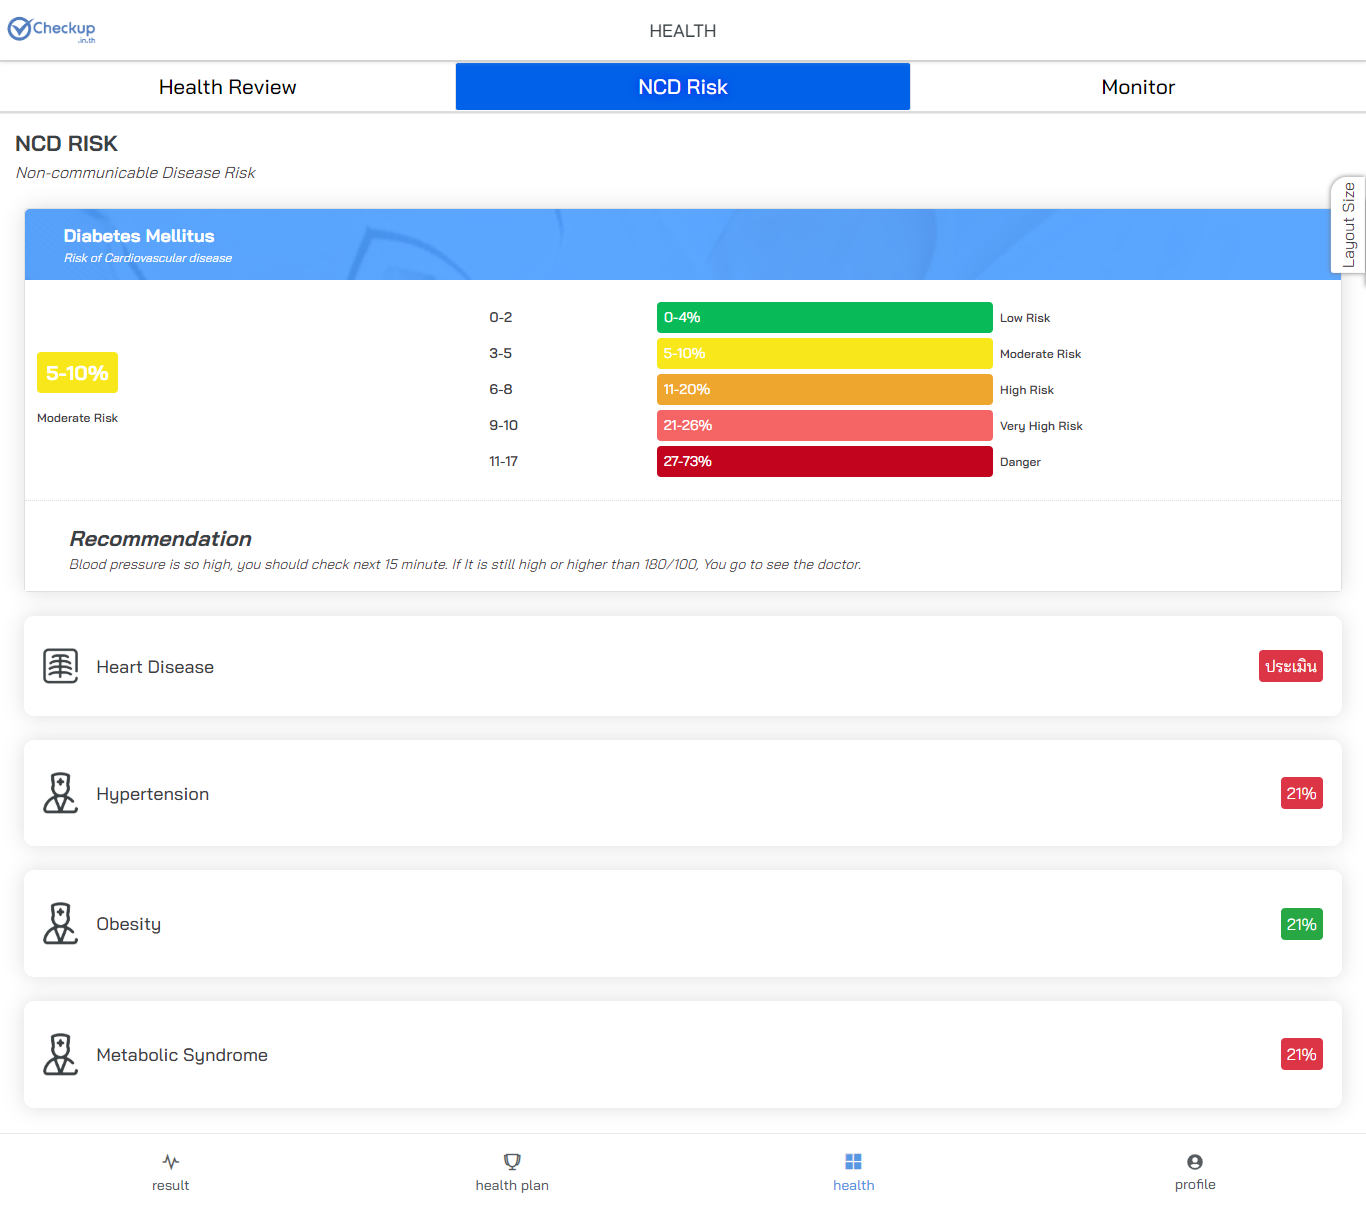 Checkup
.in.th
HEALTH
Health Review
NCD Risk
Monitor
NCD RISK
Non-communicable Disease Risk
Layout Size
Diabetes Mellitus
Risk of Cardiovascular disease
5-10%
Moderate Risk
0-2 0-4% Low Risk
3-5 5-10% Moderate Risk
6-8 11-20% High Risk
9-10 21-26% Very High Risk
11-17 27-73% Danger
Recommendation
Blood pressure is so high, you should check next 15 minute. If It is still high or higher than 180/100, You go to see the doctor.
Heart Disease ประเมิน
Hypertension 21%
Obesity 21%
Metabolic Syndrome 21%
result
health plan
health
profile